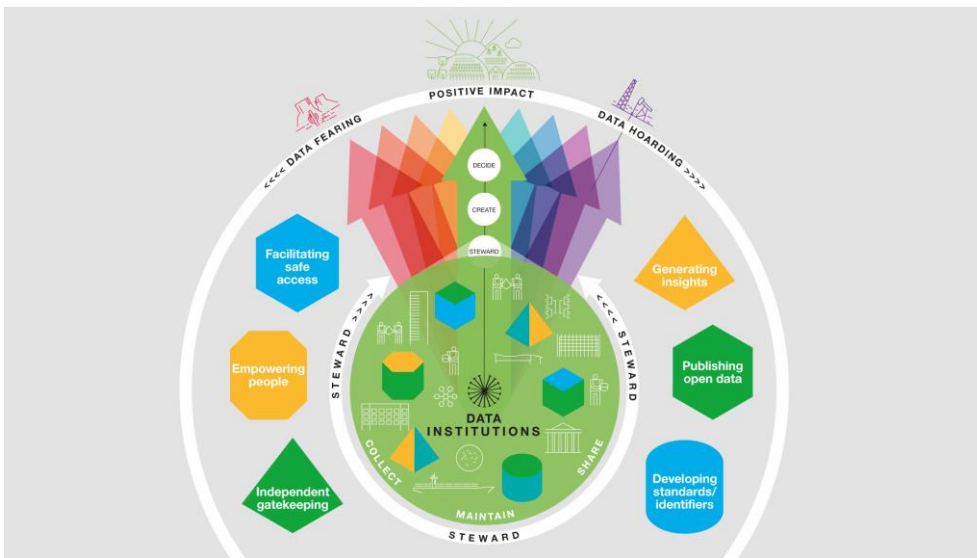 POSITIVE IMPACT
<<<< DATA FEARING
DATA HOARDING >>>>
DECIDE
CREATE
STEWARD
Facilitating
safe
access
Empowering
people
Independent
gatekeeping
Generating
insights
Publishing
open data
Developing
standards/
identifiers
STEWARD >>>>
<<<< STEWARD
DATA
INSTITUTIONS
COLLECT
MAINTAIN
SHARE
STEWARD